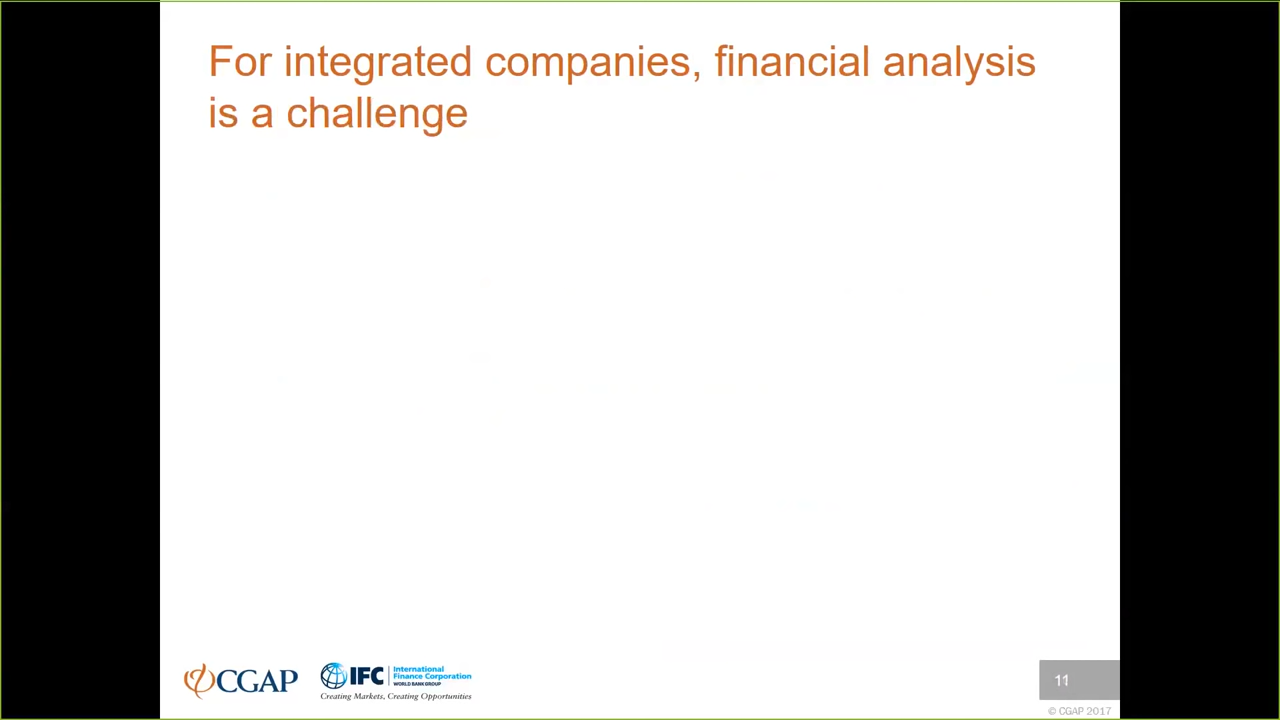 For integrated companies, financial analysis
is a challenge
CGAP
IFC
International
Finance Corporation
WORLD BANK GROUP
Creating Markets, Creating Opportunities
11
© CGAP 2017